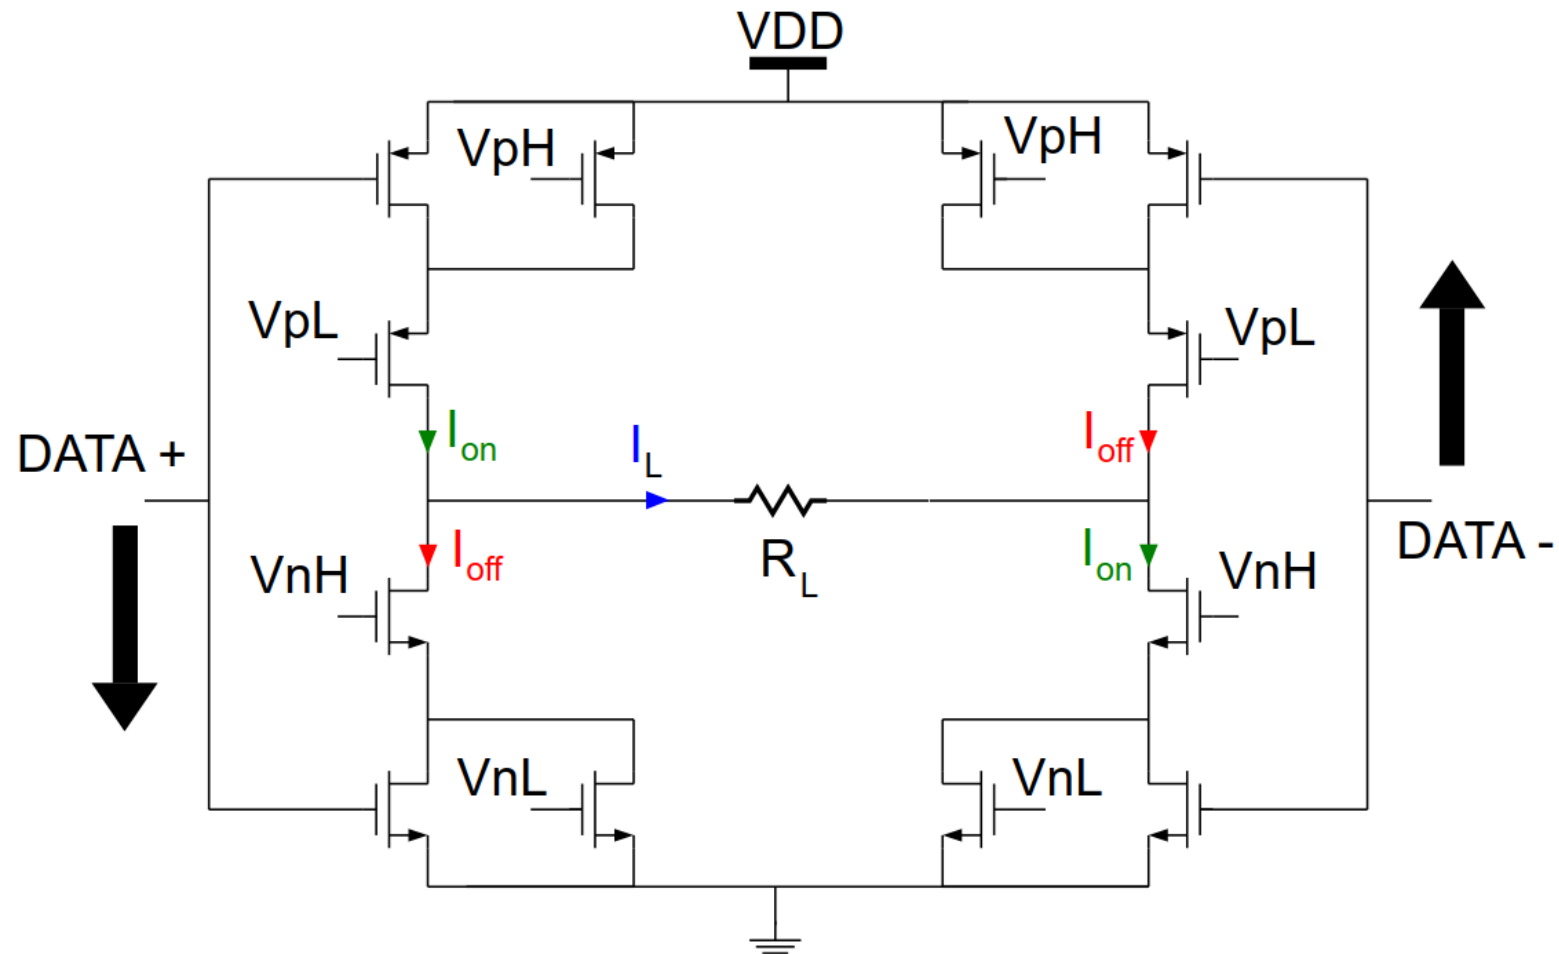 VDD
VpH
VpH
VpL
VpL
Ion
Ioff
IL
DATA +
Ioff
Ion
RL
DATA -
VnH
VnH
VnL
VnL